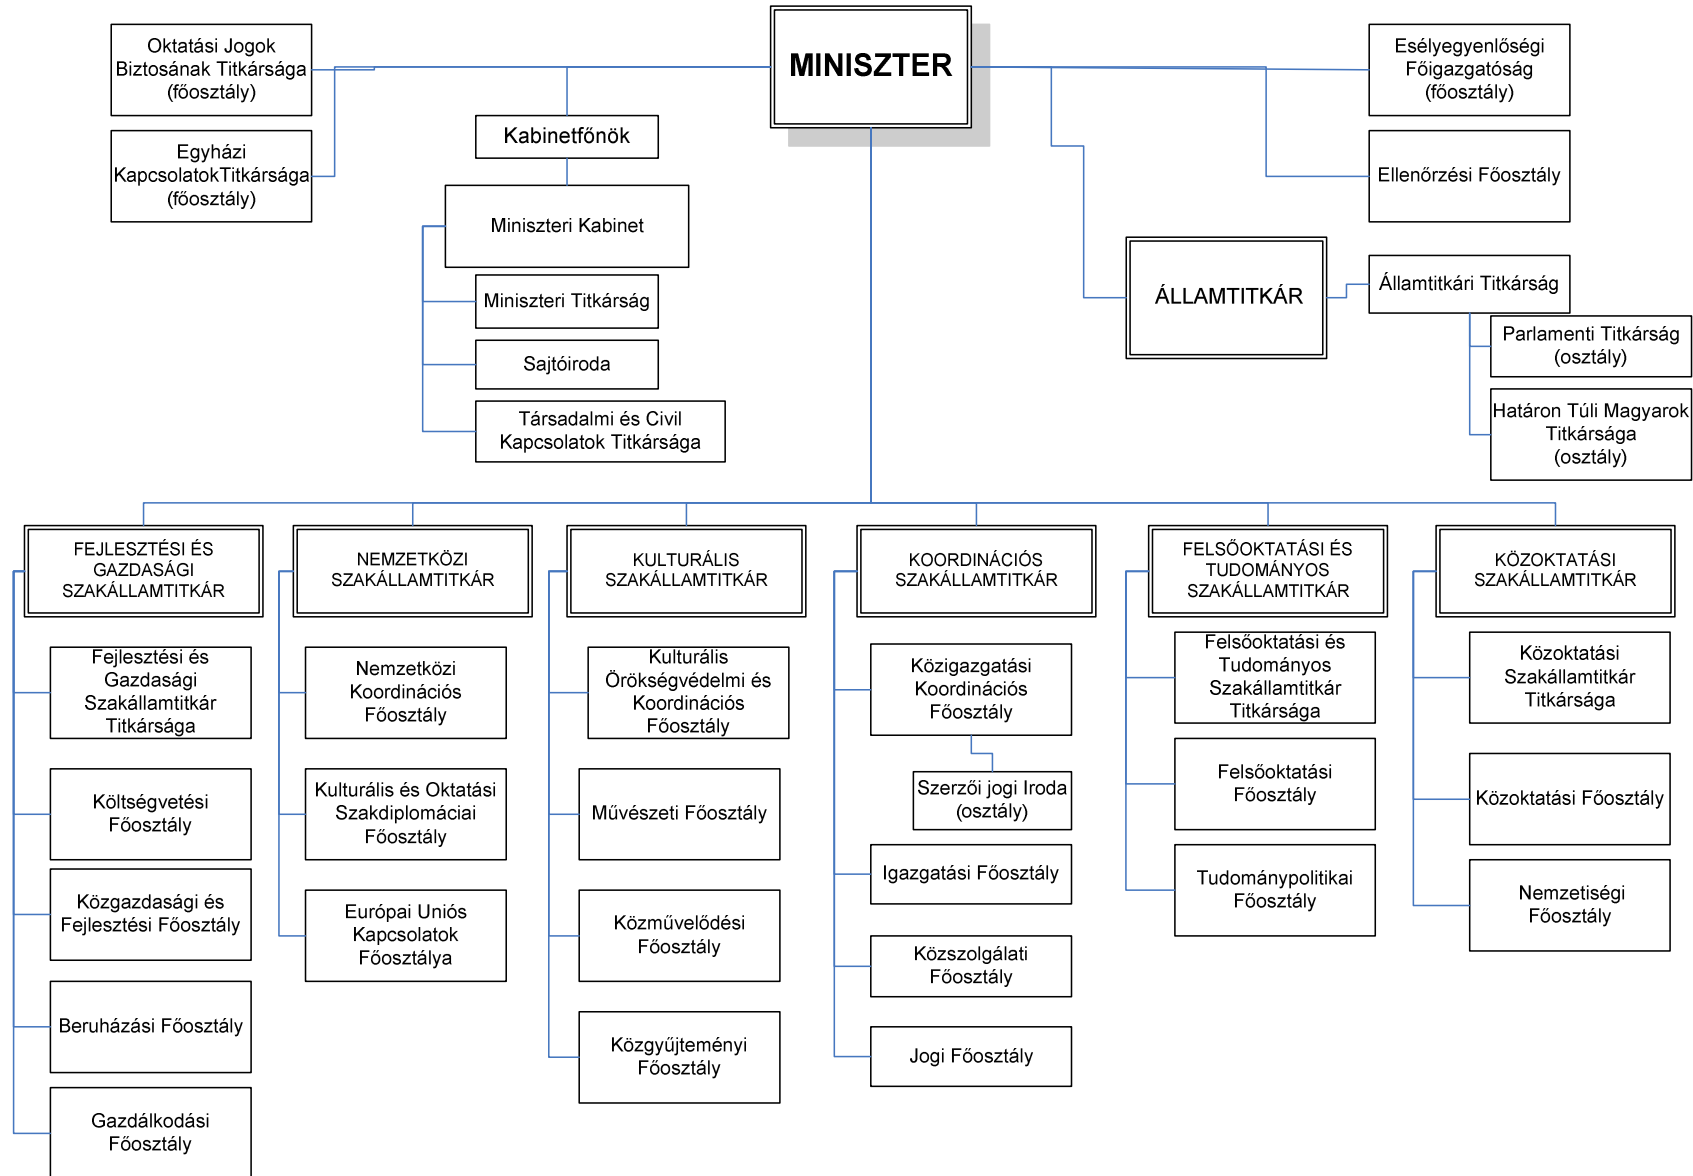 MINISZTER
Oktatási Jogok
Biztosának Titkársága
(főosztály)
Egyházi
KapcsolatokTitkársága
(főosztály)
Kabinetfőnök
Miniszteri Kabinet
Miniszteri Titkárság
Sajtóiroda
Társadalmi és Civil
Kapcsolatok Titkársága
Esélyegyenlőségi
Főigazgatóság
(főosztály)
Ellenőrzési Főosztály
ÁLLAMTITKÁR
Államtitkári Titkárság
Parlamenti Titkárság
(osztály)
Határon Túli Magyarok
Titkársága
(osztály)
FEJLESZTÉSI ÉS
GAZDASÁGI
SZAKÁLLAMTITKÁR
Fejlesztési és
Gazdasági
Szakállamtitkár
Titkársága
Költségvetési
Főosztály
Közgazdasági és
Fejlesztési Főosztály
Beruházási Főosztály
Gazdálkodási
Főosztály
NEMZETKÖZI
SZAKÁLLAMTITKÁR
Nemzetközi
Koordinációs
Főosztály
Kulturális és Oktatási
Szakdiplomáciai
Főosztály
Európai Uniós
Kapcsolatok
Főosztálya
KULTURÁLIS
SZAKÁLLAMTITKÁR
Kulturális
Örökségvédelmi és
Koordinációs
Főosztály
Művészeti Főosztály
Közművelődési
Főosztály
Közgyűjteményi
Főosztály
KOORDINÁCIÓS
SZAKÁLLAMTITKÁR
Közigazgatási
Koordinációs
Főosztály
Szerzői jogi Iroda
(osztály)
Igazgatási Főosztály
Közszolgálati
Főosztály
Jogi Főosztály
FELSŐOKTATÁSI ÉS
TUDOMÁNYOS
SZAKÁLLAMTITKÁR
Felsőoktatási és
Tudományos
Szakállamtitkár
Titkársága
Felsőoktatási
Főosztály
Tudománypolitikai
Főosztály
KÖZOKTATÁSI
SZAKÁLLAMTITKÁR
Közoktatási
Szakállamtitkár
Titkársága
Közoktatási Főosztály
Nemzetiségi
Főosztály